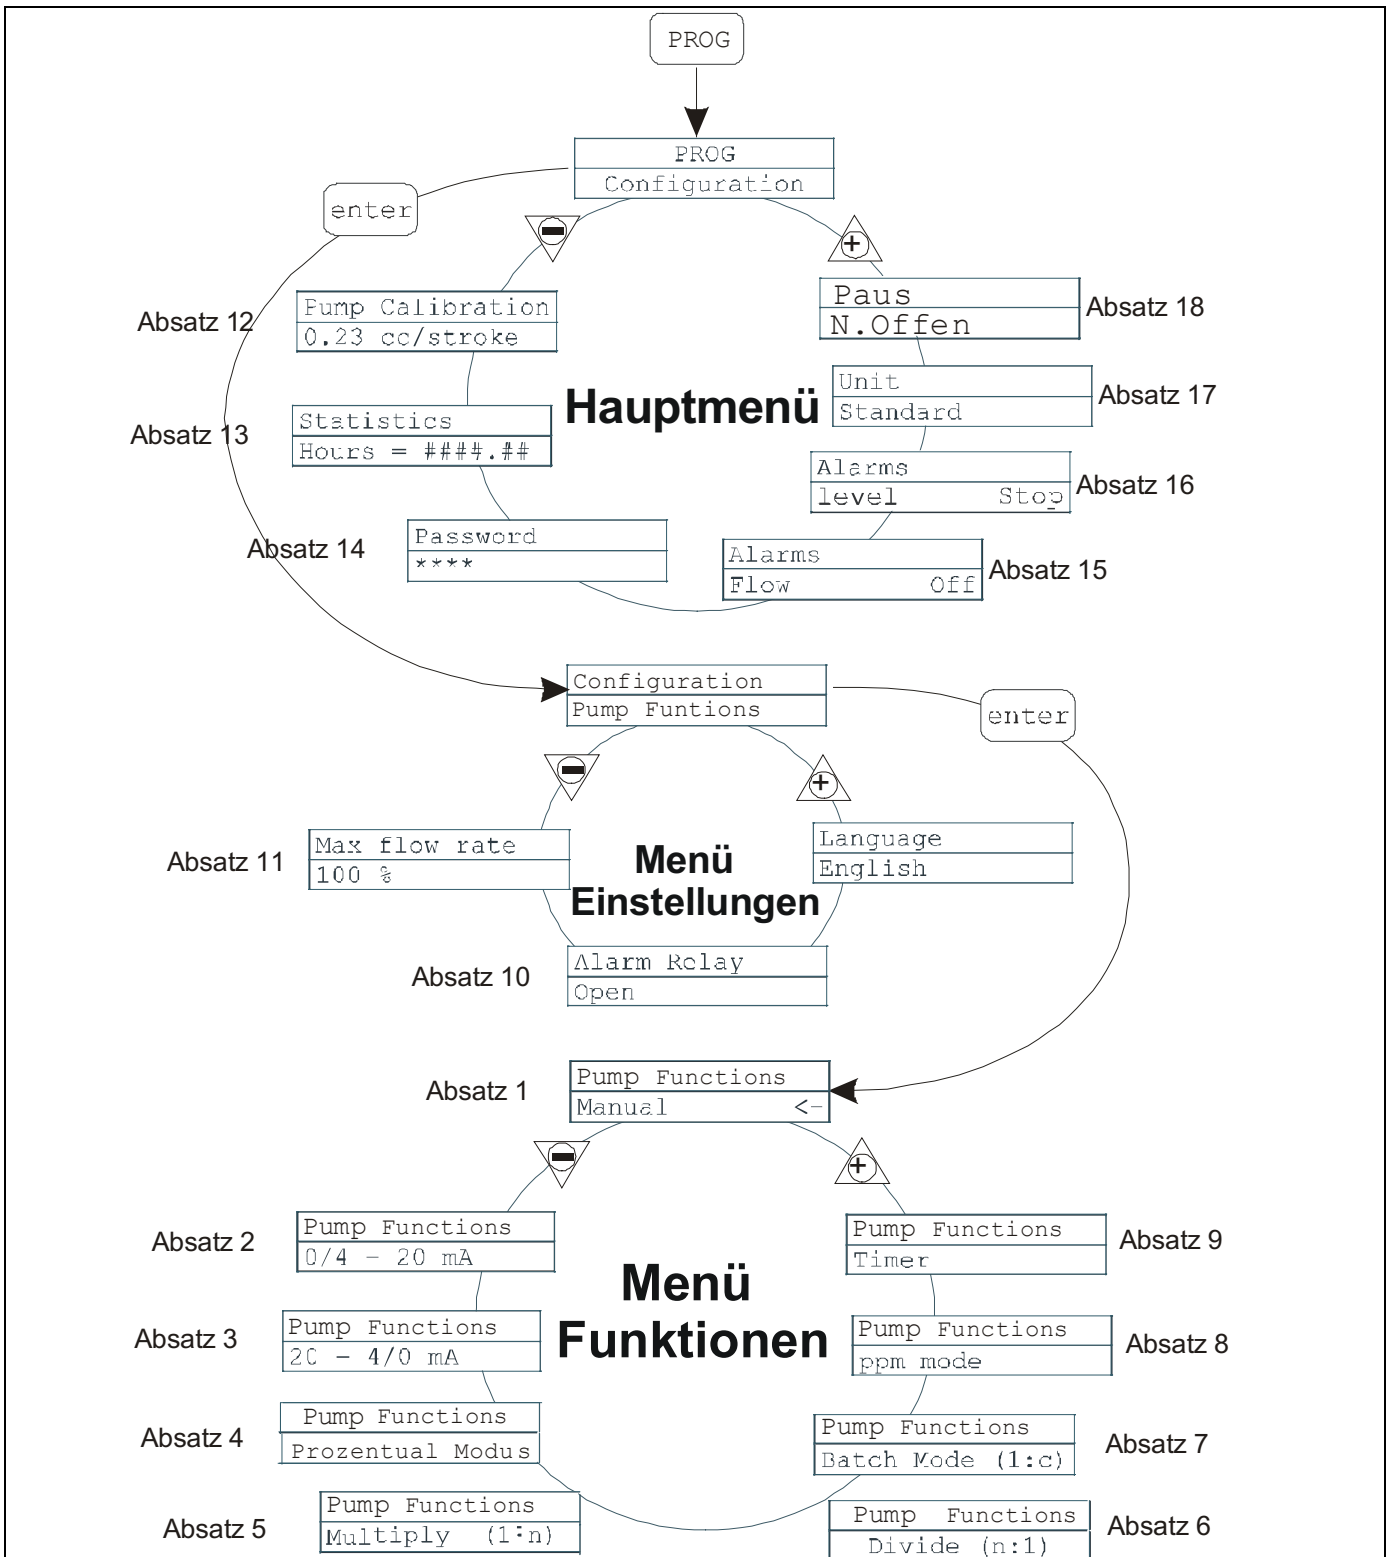 PROG
PROG
Configuration
enter
Pump Calibration
0.23 cc/stroke
Absatz 12
Paus
N.Offen
Absatz 18
Hauptmenü
Unit
Standard
Absatz 17
Statistics
Hours = ####.##
Absatz 13
Alarms
level Stop
Absatz 16
Password
****
Absatz 14
Alarms
Flow Off
Absatz 15
Configuration
Pump Funtions
enter
Max flow rate
100 %
Absatz 11
Menü
Einstellungen
Language
English
Absatz 10
Alarm Relay
Open
Absatz 1
Pump Functions
Manual <-
Absatz 2
Pump Functions
0/4 - 20 mA
Pump Functions
Timer
Absatz 9
Menü
Funktionen
Absatz 3
Pump Functions
20 - 4/0 mA
Pump Functions
ppm mode
Absatz 8
Absatz 4
Pump Functions
Prozentual Modus
Pump Functions
Batch Mode (1:c)
Absatz 7
Absatz 5
Pump Functions
Multiply (1:n)
Pump Functions
Divide (n:1)
Absatz 6